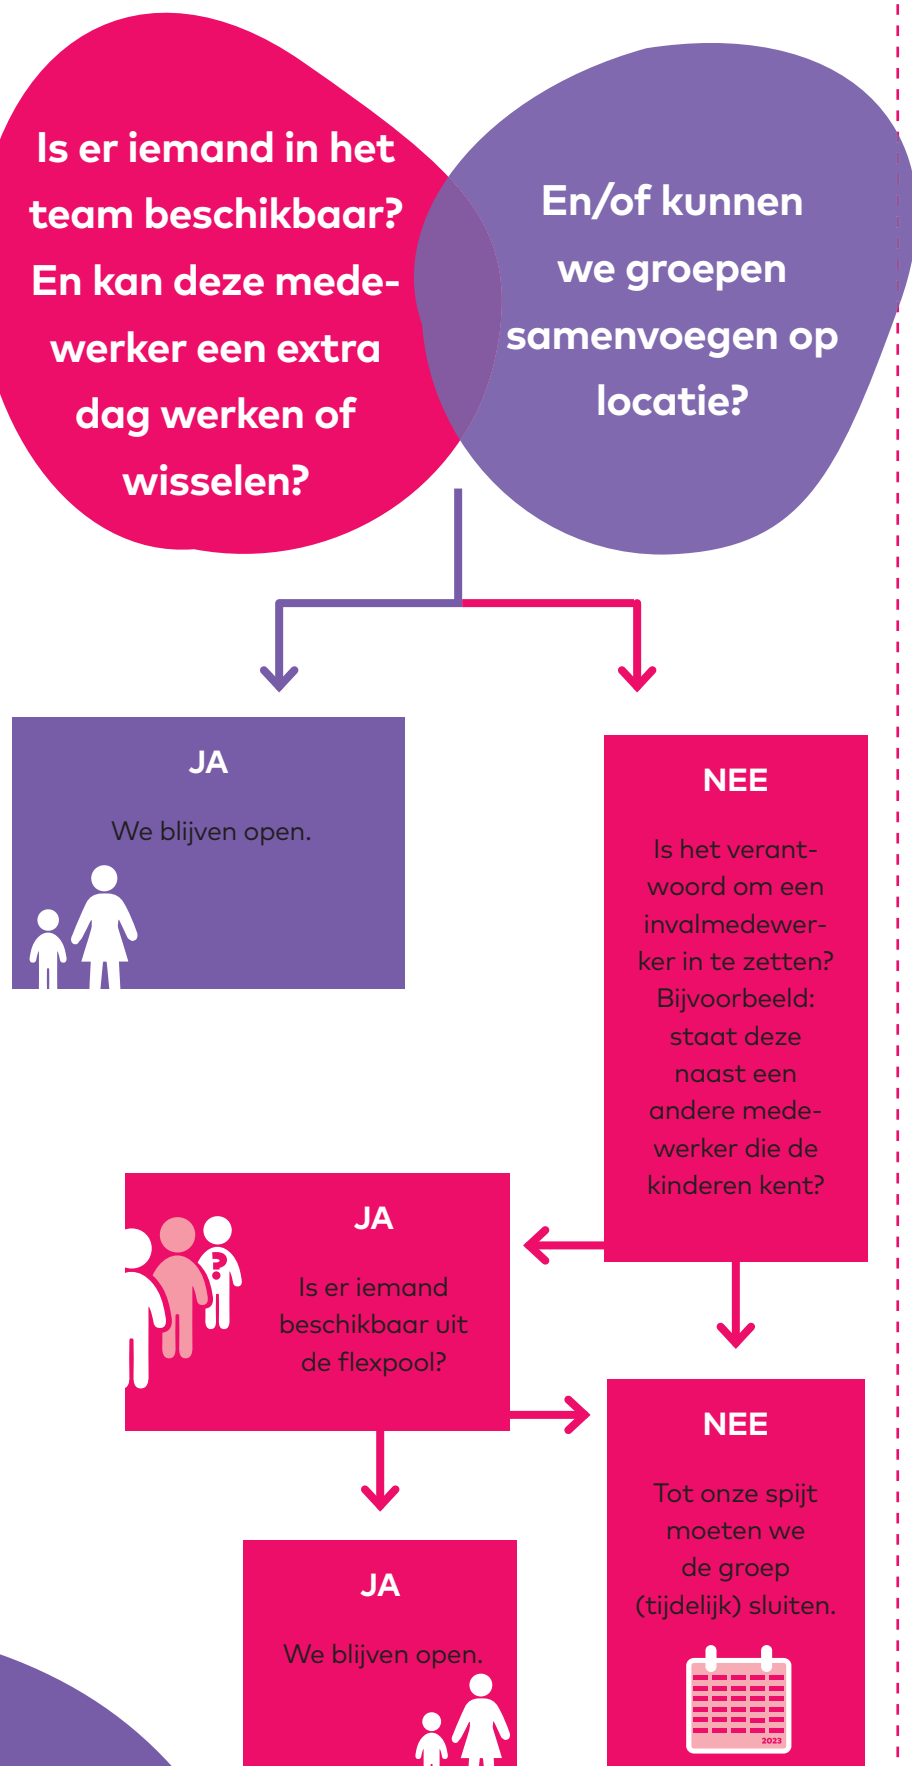 Is er iemand in het
team beschikbaar?
En kan deze mede-
werker een extra
dag werken of
wisselen?
En/of kunnen
we groepen
samenvoegen op
locatie?
JA
We blijven open.
NEE
Is het verant-
woord om een
invalmedewer-
ker in te zetten?
Bijvoorbeeld:
staat deze
naast een
andere mede-
werker die de
kinderen kent?
JA
Is er iemand
beschikbaar uit
de flexpool?
?
NEE
Tot onze spijt
moeten we
de groep
(tijdelijk) sluiten.
2023
JA
We blijven open.